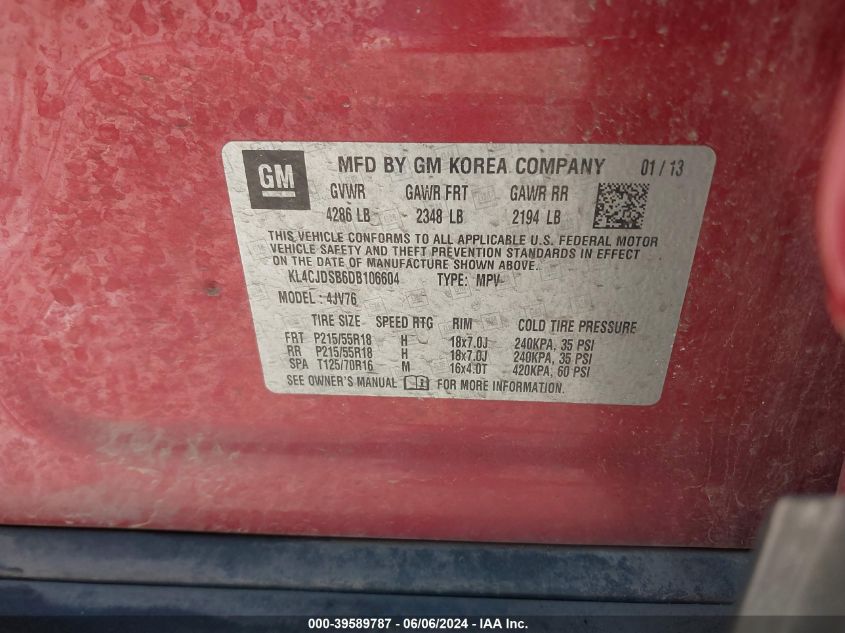 GM MFD BY GM KOREA COMPANY 01 / 13
GVWR GAWR FRT GAWR RR
4286 LB 2348 LB 2194 LB
THIS VEHICLE CONFORMS TO ALL APPLICABLE U.S. FEDERAL MOTOR
VEHICLE SAFETY AND THEFT PREVENTION STANDARDS IN EFFECT
ON THE DATE OF MANUFACTURE SHOWN ABOVE.
KL4CJDSB6DB106604 TYPE: MPV
MODEL: 4JV76
TIRE SIZE SPEED RTG RIM COLD TIRE PRESSURE
FRT P215/55R18 H 18x7.0J 240KPA, 35 PSI
RR P215/55R18 H 18x7.0J 240KPA, 35 PSI
SPA T125/70R16 M 16x4.0T 420KPA, 60 PSI
SEE OWNER'S MANUAL FOR MORE INFORMATION.
000-39589787 - 06/06/2024 - IAA Inc.